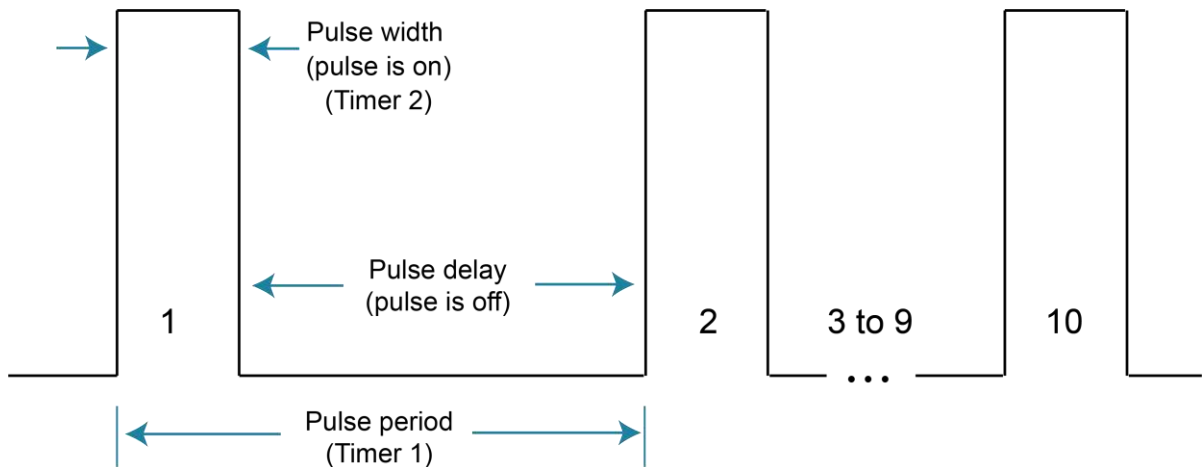 Pulse width
(pulse is on)
(Timer 2)
Pulse delay
(pulse is off)
1
2
3 to 9
10
...
Pulse period
(Timer 1)